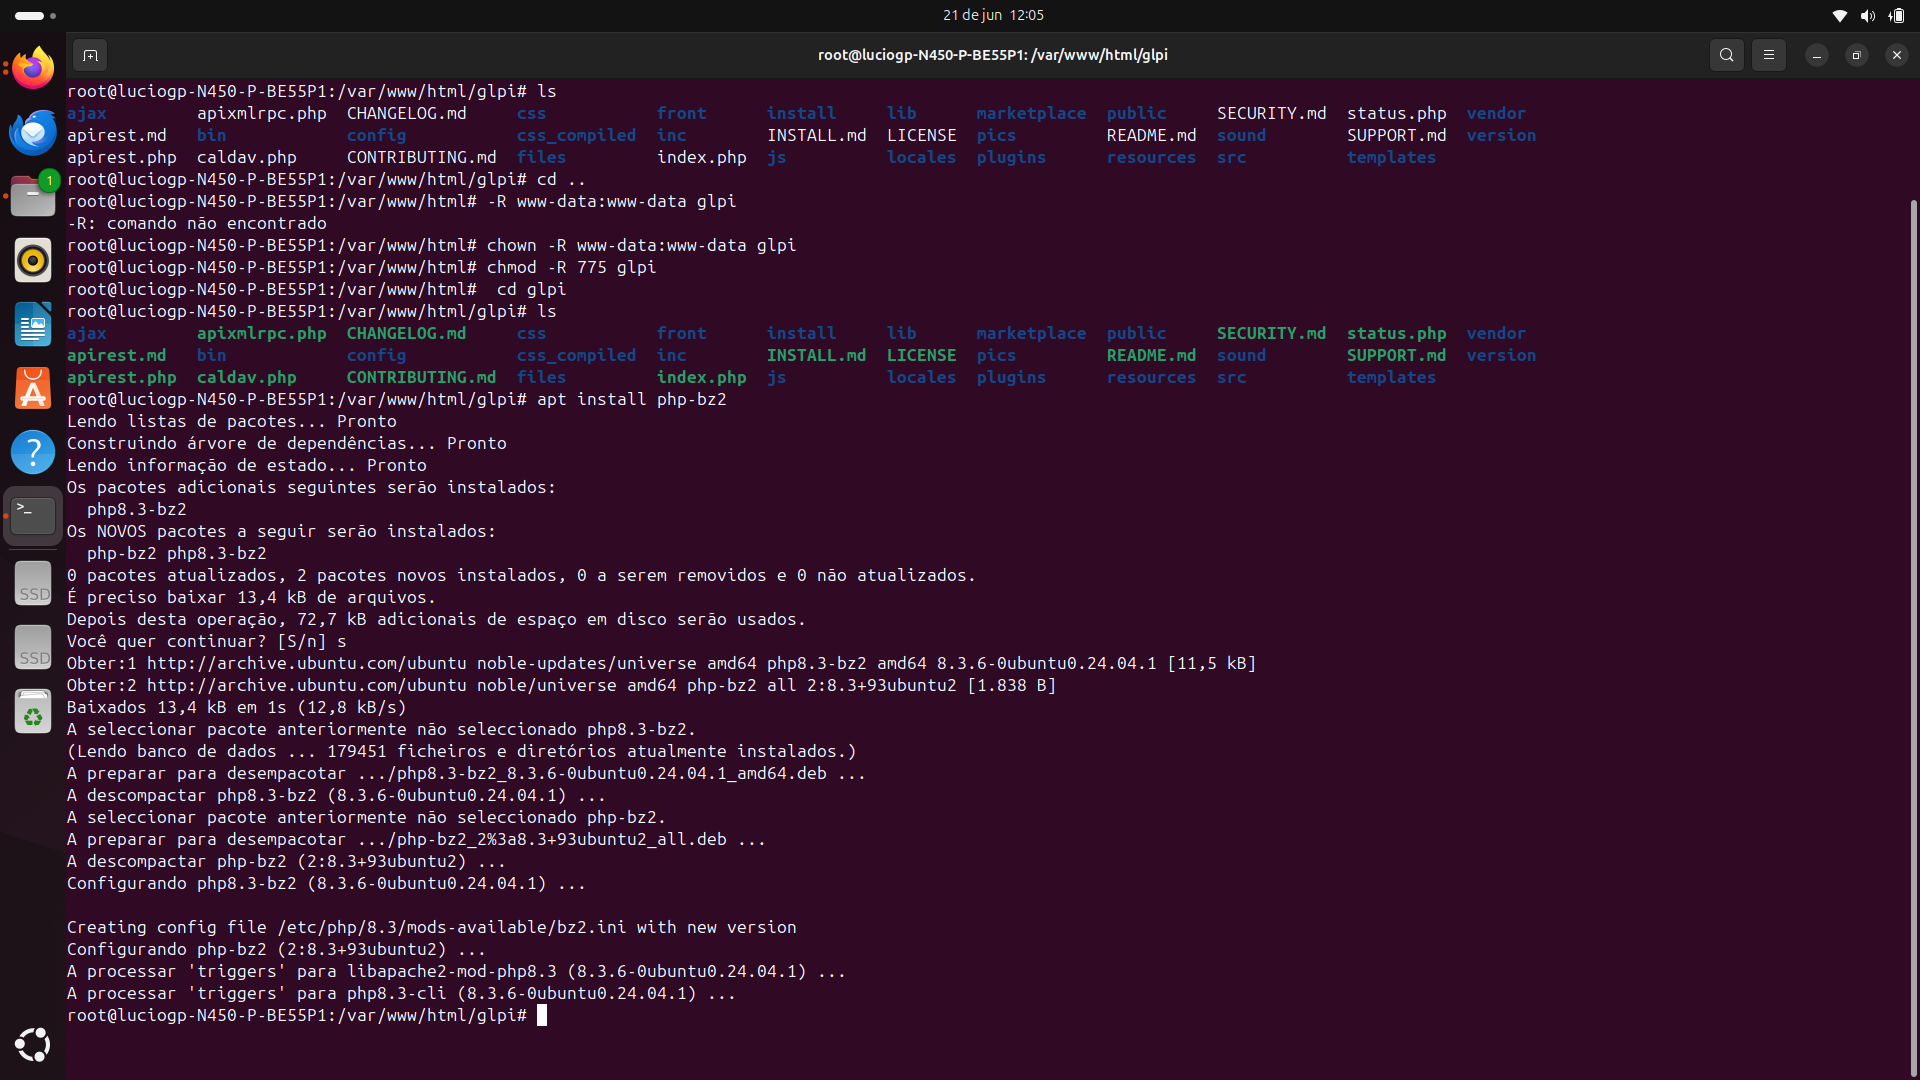 21 de jun 12:05
root@luciogp-N450-P-BE55P1: /var/www/html/glpi
root@luciogp-N450-P-BE55P1:/var/www/html/glpi# ls
ajax apixmlrpc.php CHANGELOG.md css front install lib marketplace public SECURITY.md status.php vendor
apirest.md bin config css_compiled inc INSTALL.md LICENSE pics README.md sound SUPPORT.md version
apirest.php caldav.php CONTRIBUTING.md files index.php js locales plugins resources src templates
root@luciogp-N450-P-BE55P1:/var/www/html/glpi# cd ..
root@luciogp-N450-P-BE55P1:/var/www/html# -R www-data:www-data glpi
-R: comando não encontrado
root@luciogp-N450-P-BE55P1:/var/www/html# chown -R www-data:www-data glpi
root@luciogp-N450-P-BE55P1:/var/www/html# chmod -R 775 glpi
root@luciogp-N450-P-BE55P1:/var/www/html#  cd glpi
root@luciogp-N450-P-BE55P1:/var/www/html/glpi# ls
ajax apixmlrpc.php CHANGELOG.md css front install lib marketplace public SECURITY.md status.php vendor
apirest.md bin config css_compiled inc INSTALL.md LICENSE pics README.md sound SUPPORT.md version
apirest.php caldav.php CONTRIBUTING.md files index.php js locales plugins resources src templates
root@luciogp-N450-P-BE55P1:/var/www/html/glpi# apt install php-bz2
Lendo listas de pacotes... Pronto
Construindo árvore de dependências... Pronto
Lendo informação de estado... Pronto
Os pacotes adicionais seguintes serão instalados:
  php8.3-bz2
Os NOVOS pacotes a seguir serão instalados:
  php-bz2 php8.3-bz2
0 pacotes atualizados, 2 pacotes novos instalados, 0 a serem removidos e 0 não atualizados.
É preciso baixar 13,4 kB de arquivos.
Depois desta operação, 72,7 kB adicionais de espaço em disco serão usados.
Você quer continuar? [S/n] s
Obter:1 http://archive.ubuntu.com/ubuntu noble-updates/universe amd64 php8.3-bz2 amd64 8.3.6-0ubuntu0.24.04.1 [11,5 kB]
Obter:2 http://archive.ubuntu.com/ubuntu noble/universe amd64 php-bz2 all 2:8.3+93ubuntu2 [1.838 B]
Baixados 13,4 kB em 1s (12,8 kB/s)
A seleccionar pacote anteriormente não seleccionado php8.3-bz2.
(Lendo banco de dados ... 179451 ficheiros e diretórios atualmente instalados.)
A preparar para desempacotar .../php8.3-bz2_8.3.6-0ubuntu0.24.04.1_amd64.deb ...
A descompactar php8.3-bz2 (8.3.6-0ubuntu0.24.04.1) ...
A seleccionar pacote anteriormente não seleccionado php-bz2.
A preparar para desempacotar .../php-bz2_2%3a8.3+93ubuntu2_all.deb ...
A descompactar php-bz2 (2:8.3+93ubuntu2) ...
Configurando php8.3-bz2 (8.3.6-0ubuntu0.24.04.1) ...
Creating config file /etc/php/8.3/mods-available/bz2.ini with new version
Configurando php-bz2 (2:8.3+93ubuntu2) ...
A processar 'triggers' para libapache2-mod-php8.3 (8.3.6-0ubuntu0.24.04.1) ...
A processar 'triggers' para php8.3-cli (8.3.6-0ubuntu0.24.04.1) ...
root@luciogp-N450-P-BE55P1:/var/www/html/glpi#
1
SSD
SSD